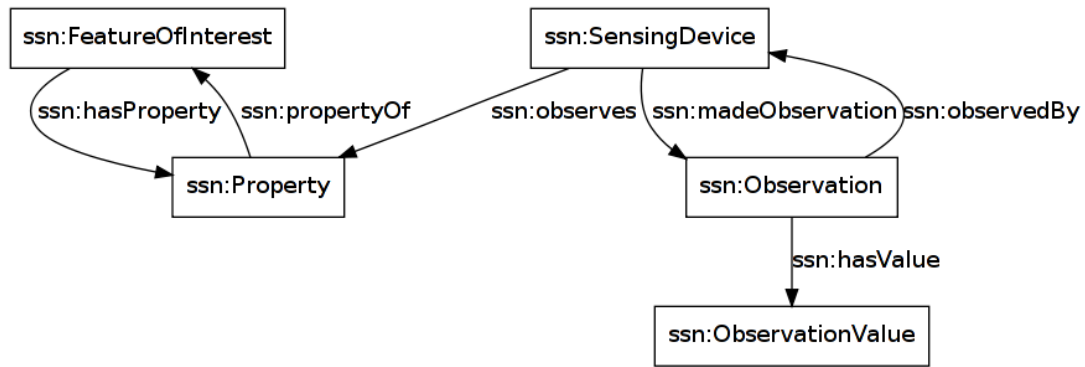 ssn:FeatureOfInterest
ssn:SensingDevice
ssn:hasProperty
ssn:propertyOf
ssn:observes
ssn:madeObservation
ssn:observedBy
ssn:Property
ssn:Observation
ssn:hasValue
ssn:ObservationValue